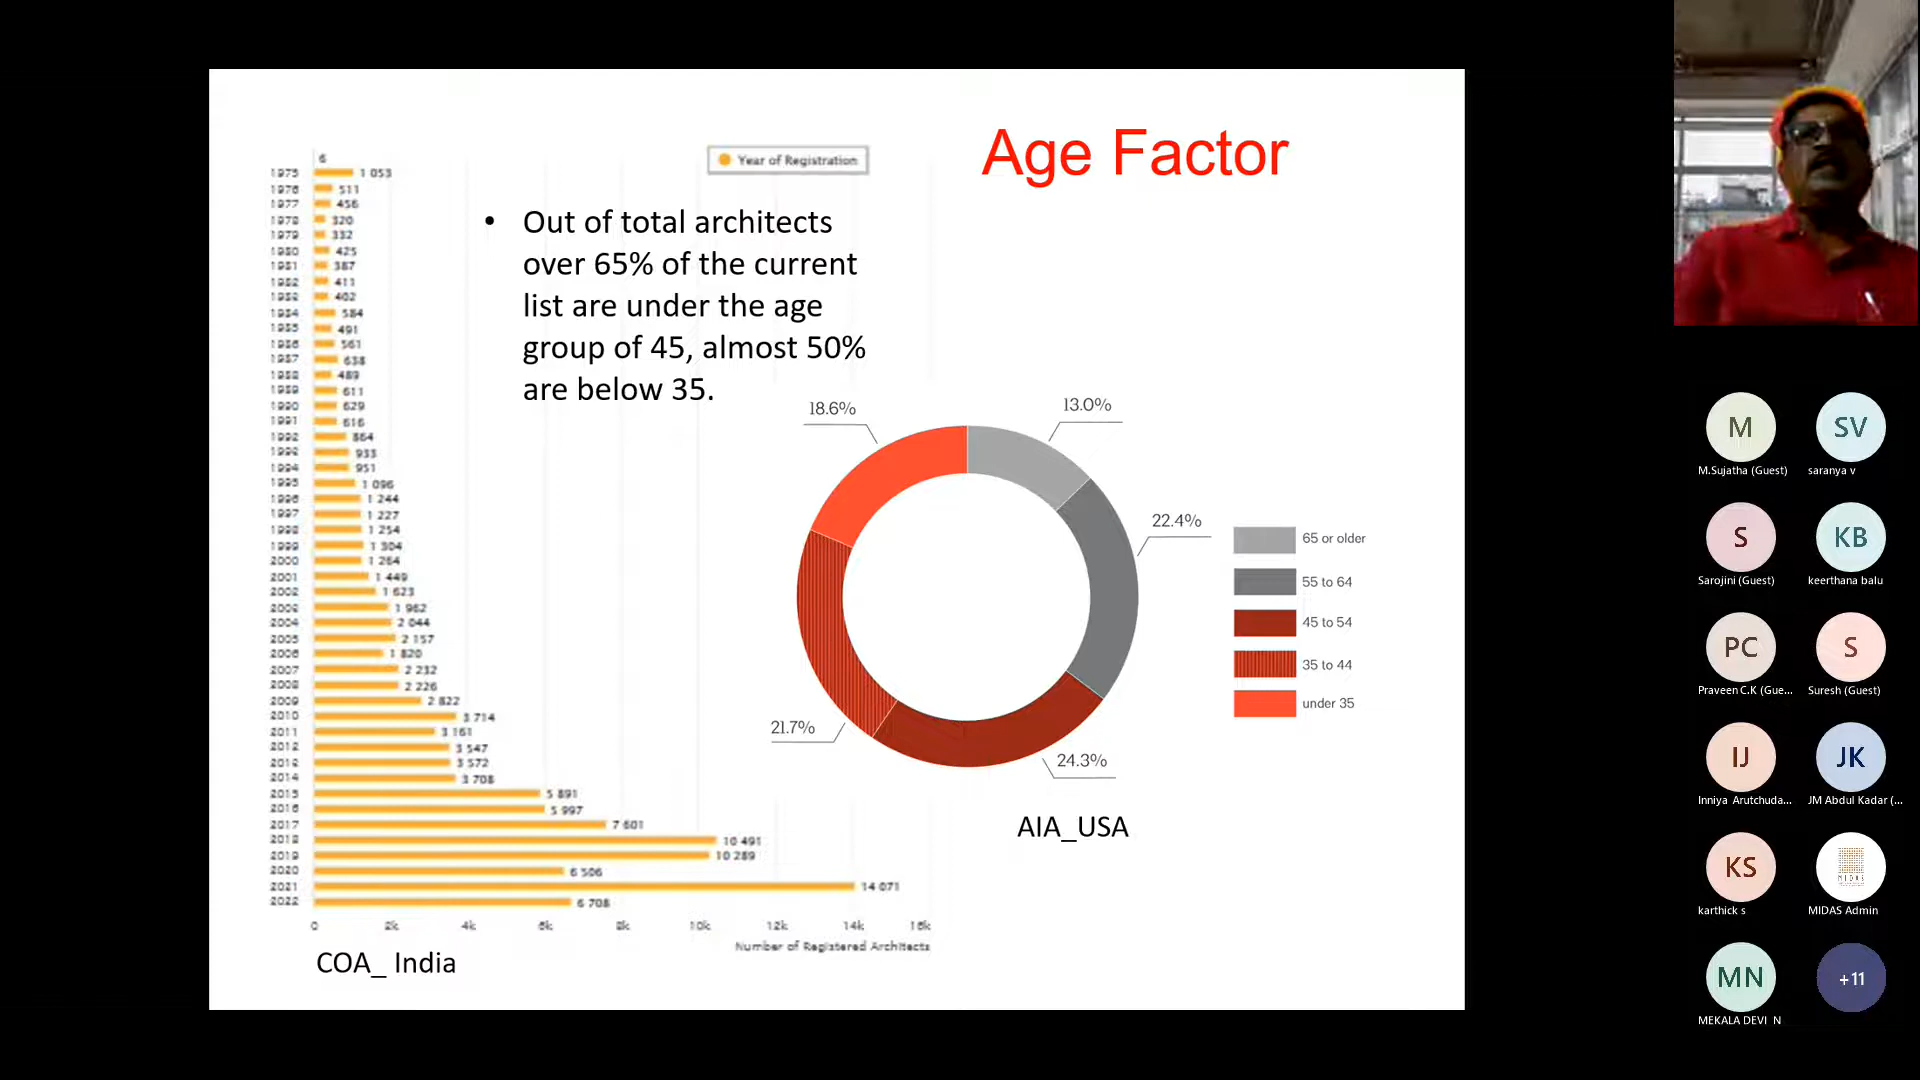 Age Factor
Year of Registration
6
1975 1 053
1976 511
1977 456
1978 320
1979 332
1980 425
1981 387
1982 411
1983 402
1984 584
1985 491
1986 561
1987 638
1988 489
1989 611
1990 629
1991 616
1992 864
1993 933
1994 951
1995 1 096
1996 1 244
1997 1 227
1998 1 254
1999 1 304
2000 1 264
2001 1 449
2002 1 623
2003 1 962
2004 2 044
2005 2 157
2006 1 820
2007 2 232
2008 2 226
2009 2 822
2010 3 714
2011 3 161
2012 3 547
2013 3 572
2014 3 708
2015 5 891
2016 5 997
2017 7 601
2018 10 491
2019 10 289
2020 6 506
2021 14 071
2022 6 708
0 2k 4k 6k 8k 10k 12k 14k 16k
Number of Registered Architects
COA_ India
• Out of total architects
over 65% of the current
list are under the age
group of 45, almost 50%
are below 35.
18.6%
13.0%
22.4%
21.7%
24.3%
65 or older
55 to 64
45 to 54
35 to 44
under 35
AIA_USA
M SV
M.Sujatha (Guest) saranya v
S KB
Sarojini (Guest) keerthana balu
PC S
Praveen C.K (Gue... Suresh (Guest)
IJ JK
Inniya Arutchuda... JM Abdul Kadar (...
KS MIDAS
karthick s MIDAS Admin
MN +11
MEKALA DEVI N